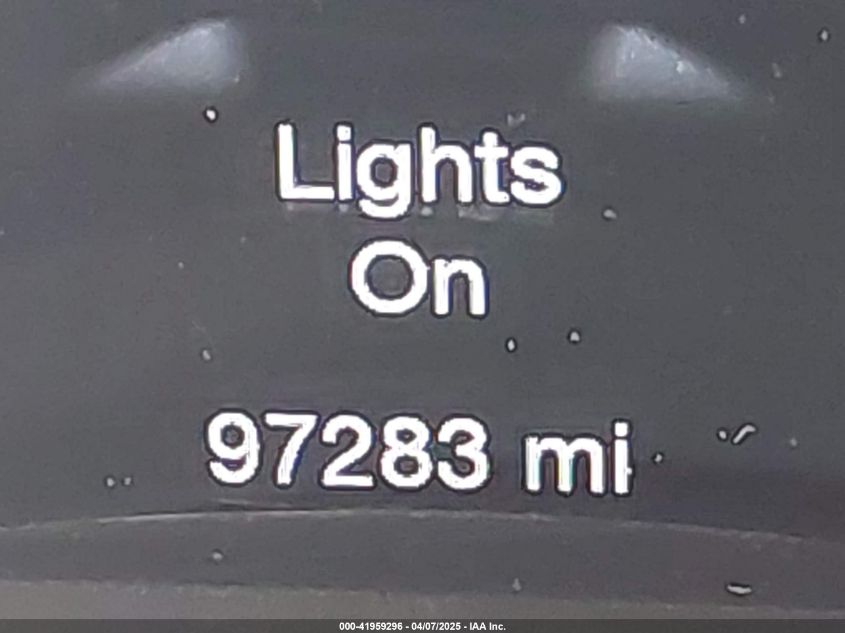 Lights
On
97283 mi
000-41959296 - 04/07/2025 - IAA Inc.